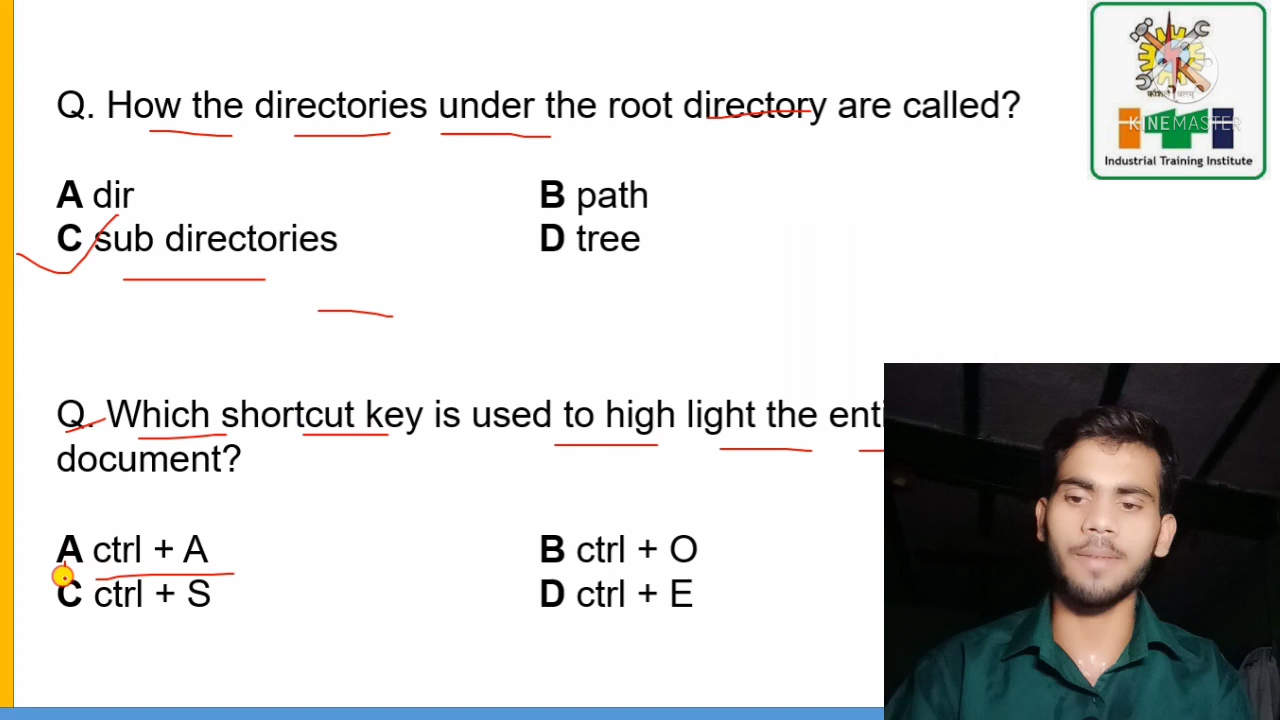 Q. How the directories under the root directory are called?
A dir
B path
C sub directories
D tree
Q. Which shortcut key is used to high light the enti
document?
A ctrl + A
B ctrl + O
C ctrl + S
D ctrl + E
KINEMASTER
Industrial Training Institute